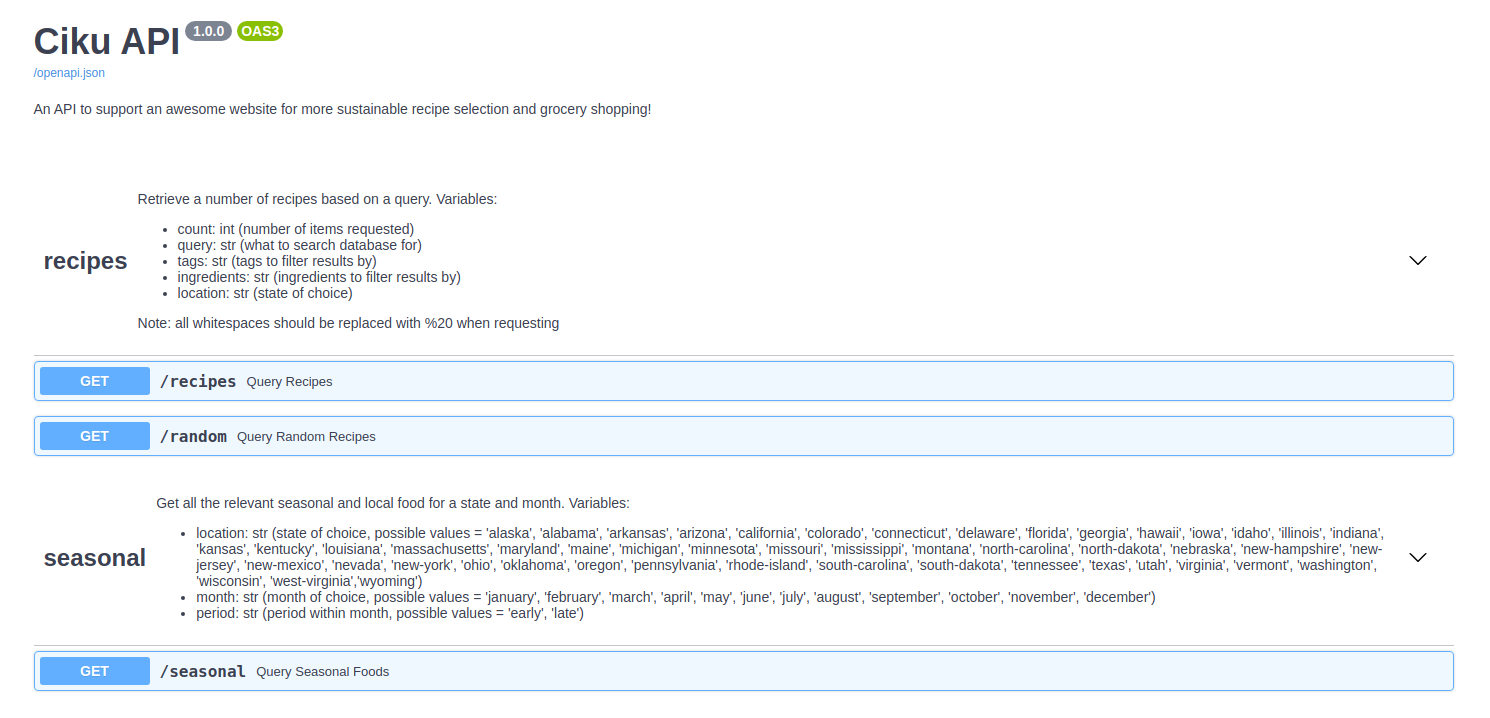 Ciku API 1.0.0 OAS3
/openapi.json
An API to support an awesome website for more sustainable recipe selection and grocery shopping!
recipes
Retrieve a number of recipes based on a query. Variables:
• count: int (number of items requested)
• query: str (what to search database for)
• tags: str (tags to filter results by)
• ingredients: str (ingredients to filter results by)
• location: str (state of choice)
Note: all whitespaces should be replaced with %20 when requesting
GET /recipes Query Recipes
GET /random Query Random Recipes
seasonal
Get all the relevant seasonal and local food for a state and month. Variables:
• location: str (state of choice, possible values = 'alaska', 'alabama', 'arkansas', 'arizona', 'california', 'colorado', 'connecticut', 'delaware', 'florida', 'georgia', 'hawaii', 'iowa', 'idaho', 'illinois', 'indiana',
'kansas', 'kentucky', 'louisiana', 'massachusetts', 'maryland', 'maine', 'michigan', 'minnesota', 'missouri', 'mississippi', 'montana', 'north-carolina', 'north-dakota', 'nebraska', 'new-hampshire', 'new-
jersey', 'new-mexico', 'nevada', 'new-york', 'ohio', 'oklahoma', 'oregon', 'pennsylvania', 'rhode-island', 'south-carolina', 'south-dakota', 'tennessee', 'texas', 'utah', 'virginia', 'vermont', 'washington',
'wisconsin', 'west-virginia','wyoming')
• month: str (month of choice, possible values = 'january', 'february', 'march', 'april', 'may', 'june', 'july', 'august', 'september', 'october', 'november', 'december')
• period: str (period within month, possible values = 'early', 'late')
GET /seasonal Query Seasonal Foods